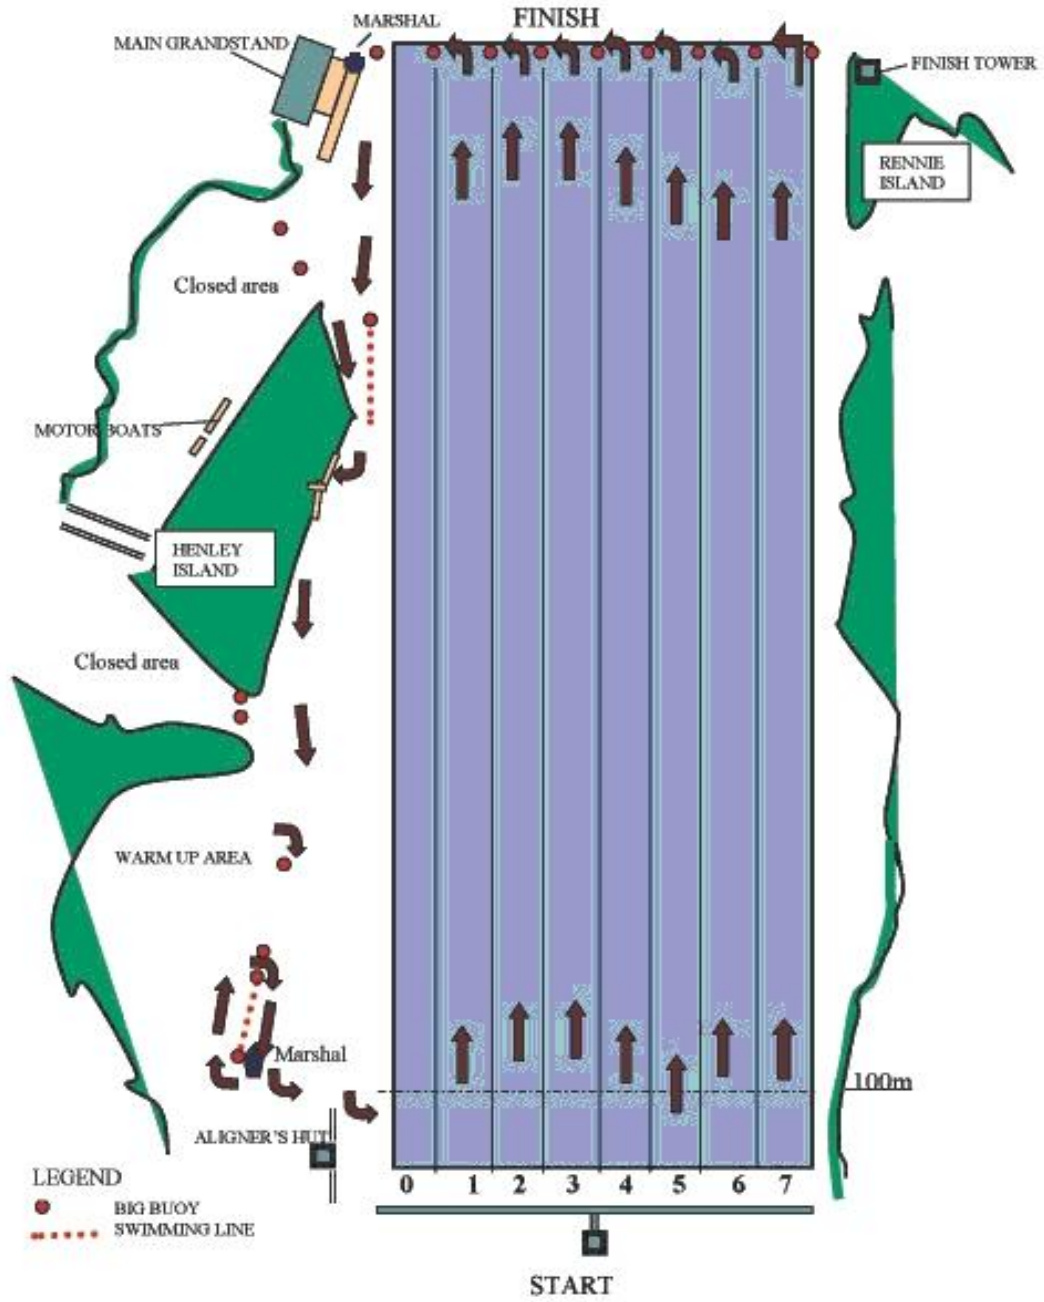 FINISH
MARSHAL
MAIN GRANDSTAND
FINISH TOWER
RENNIE
ISLAND
Closed area
MOTOR BOATS
HENLEY
ISLAND
Closed area
WARM UP AREA
Marshal
100m
ALIGNER'S HUT
LEGEND
BIG BUOY
SWIMMING LINE
0 1 2 3 4 5 6 7
START